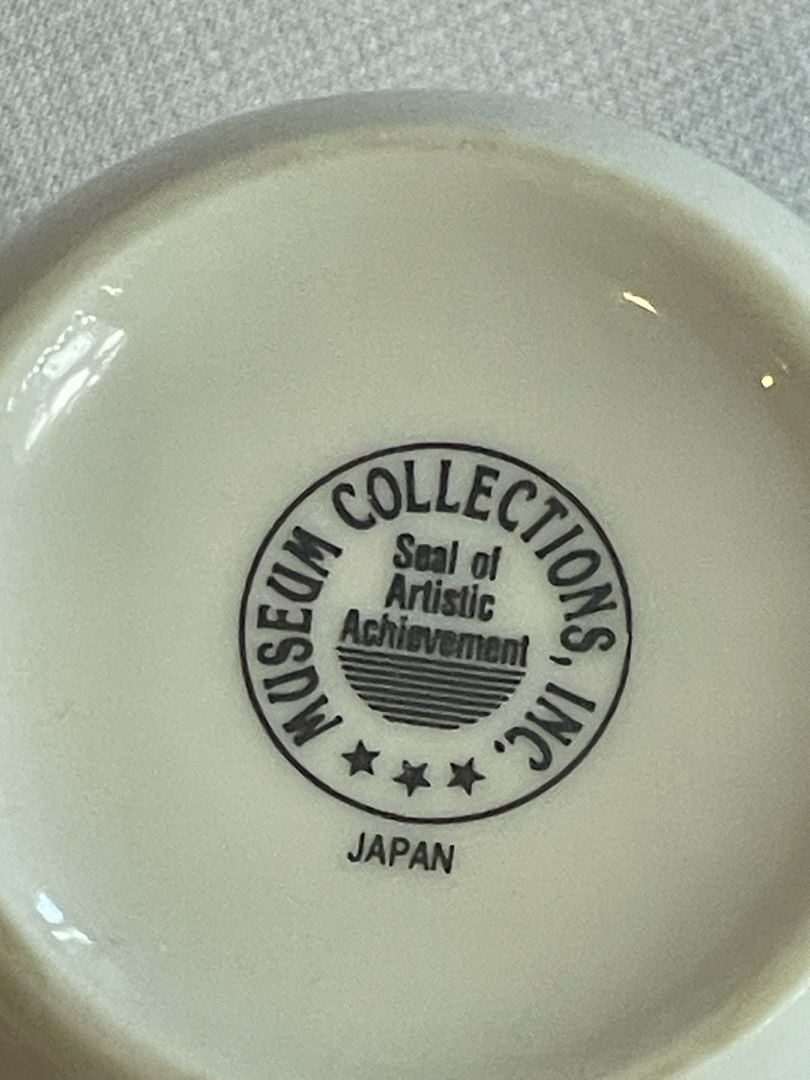 MUSEUM COLLECTIONS, INC.
Seal of
Artistic
Achievement
JAPAN